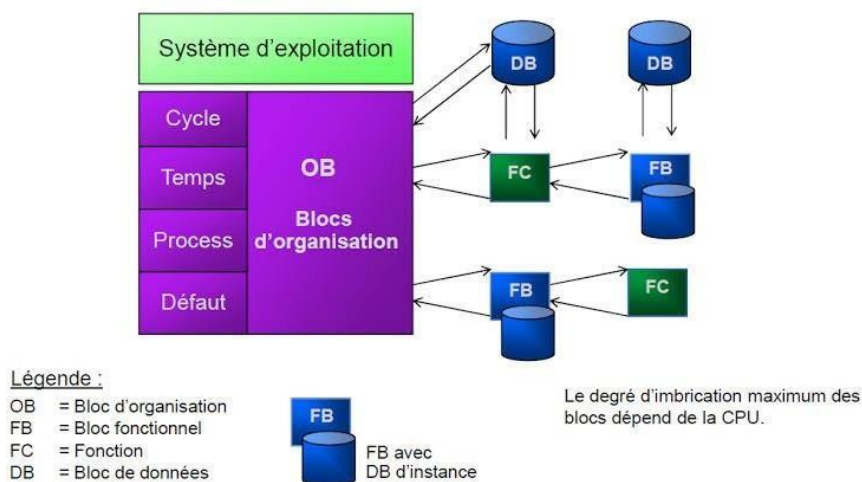 Système d'exploitation
DB
DB
Cycle
Temps
Process
Défaut
OB
Blocs
d'organisation
FC
FB
FB
FC
Légende :
OB = Bloc d'organisation
FB = Bloc fonctionnel
FC = Fonction
DB = Bloc de données
FB
FB avec
DB d'instance
Le degré d'imbrication maximum des
blocs dépend de la CPU.